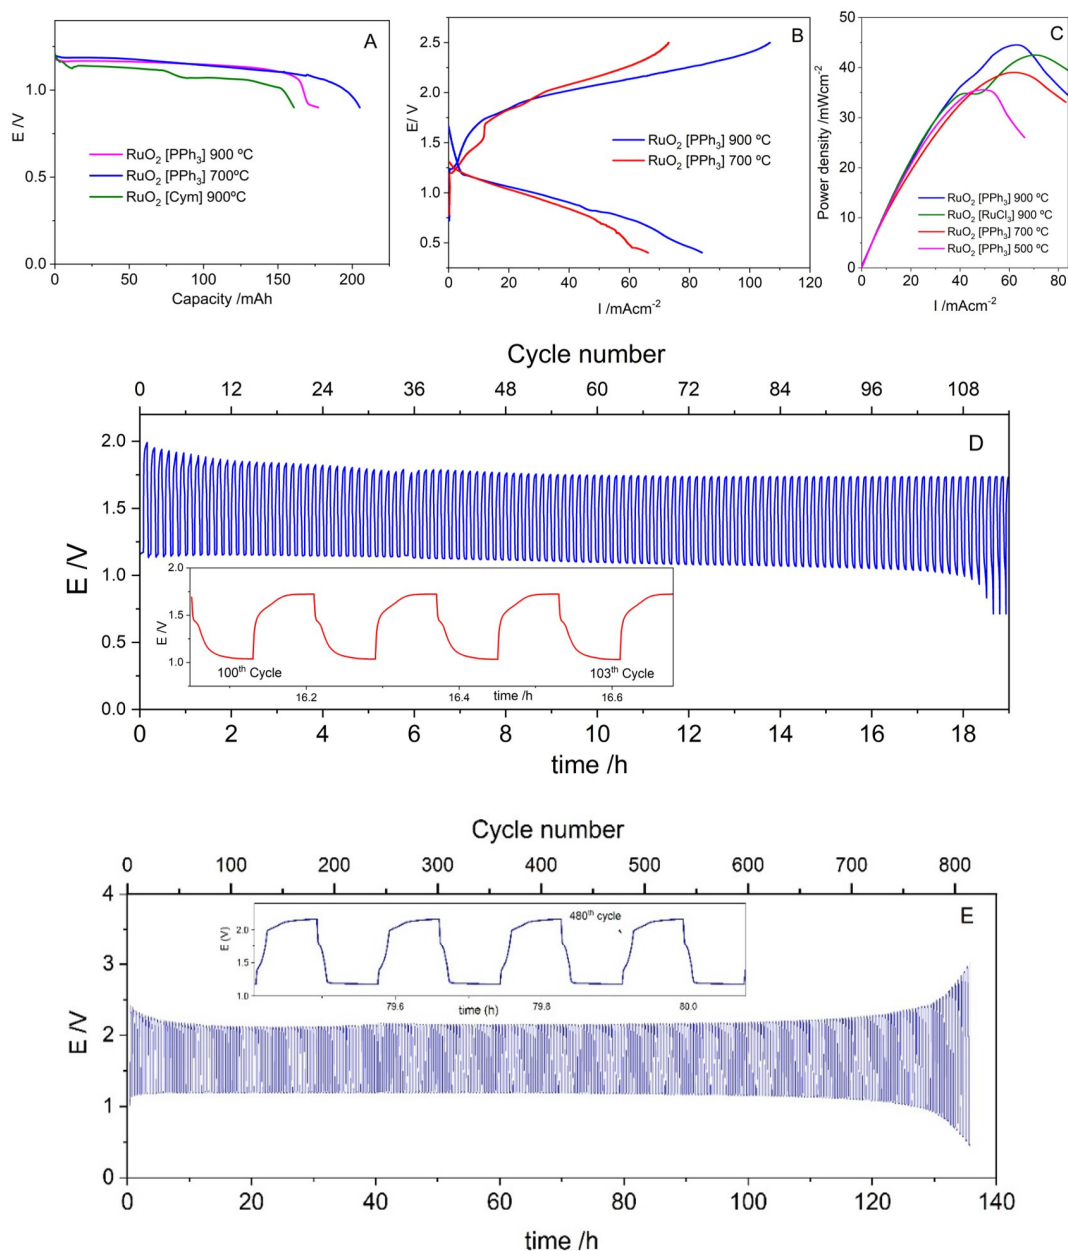 A
E /V
1.0
0.5
0.0
RuO₂ [PPh₃] 900 ºC
RuO₂ [PPh₃] 700ºC
RuO₂ [Cym] 900ºC
0 50 100 150 200
Capacity /mAh
B
E/ V
2.5
2.0
1.5
1.0
0.5
RuO₂ [PPh₃] 900 ºC
RuO₂ [PPh₃] 700 ºC
0 20 40 60 80 100 120
I /mAcm⁻²
C
Power density /mWcm⁻²
50
40
30
20
10
0
RuO₂ [PPh₃] 900 ºC
RuO₂ [RuCl₃] 900 ºC
RuO₂ [PPh₃] 700 ºC
RuO₂ [PPh₃] 500 ºC
0 20 40 60 80
I /mAcm⁻²
Cycle number
0 12 24 36 48 60 72 84 96 108
D
E /V
2.0
1.5
1.0
0.5
0.0
E /V
2.0
1.5
1.0
100ᵗʰ Cycle
103ᵗʰ Cycle
16.2 16.4 16.6
time /h
0 2 4 6 8 10 12 14 16 18
time /h
Cycle number
0 100 200 300 400 500 600 700 800
E
E /V
4
3
2
1
0
E (V)
2.0
1.5
1.0
480ᵗʰ cycle
79.6 79.8 80.0
time (h)
0 20 40 60 80 100 120 140
time /h